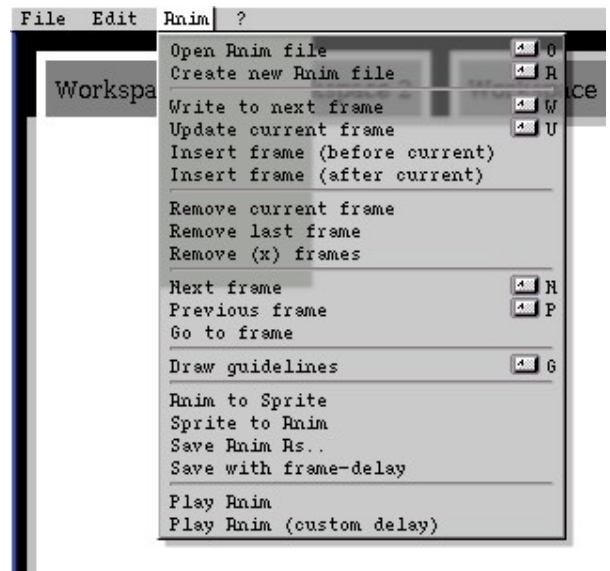 File Edit Anim ?
Open Anim file O
Create new Anim file A
Workspa kspace 2 Workspace
Write to next frame W
Update current frame U
Insert frame (before current)
Insert frame (after current)
Remove current frame
Remove last frame
Remove (x) frames
Next frame N
Previous frame P
Go to frame
Draw guidelines G
Anim to Sprite
Sprite to Anim
Save Anim As..
Save with frame-delay
Play Anim
Play Anim (custom delay)